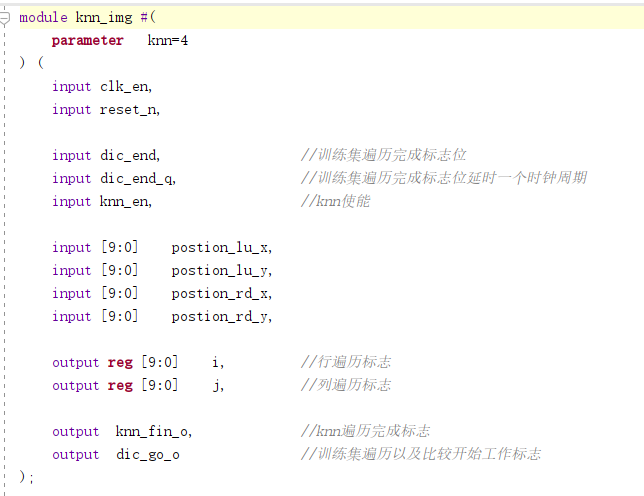 module knn_img #(
parameter knn=4
) (
input clk_en,
input reset_n,
input dic_end, //训练集遍历完成标志位
input dic_end_q, //训练集遍历完成标志位延时一个时钟周期
input knn_en, //knn使能
input [9:0] postion_lu_x,
input [9:0] postion_lu_y,
input [9:0] postion_rd_x,
input [9:0] postion_rd_y,
output reg [9:0] i, //行遍历标志
output reg [9:0] j, //列遍历标志
output knn_fin_o, //knn遍历完成标志
output dic_go_o //训练集遍历以及比较开始工作标志
);